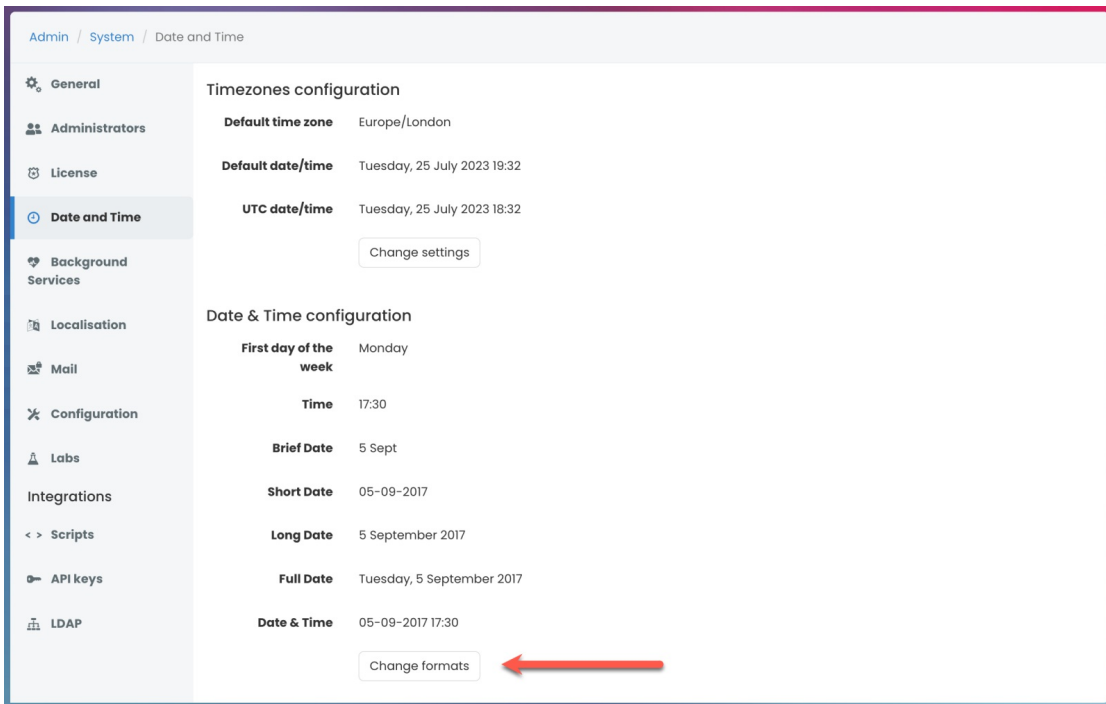 Admin / System / Date and Time
General
Administrators
License
Date and Time
Background
Services
Localisation
Mail
Configuration
Labs
Integrations
Scripts
API keys
LDAP
Timezones configuration
Default time zone Europe/London
Default date/time Tuesday, 25 July 2023 19:32
UTC date/time Tuesday, 25 July 2023 18:32
Change settings
Date & Time configuration
First day of the Monday
week
Time 17:30
Brief Date 5 Sept
Short Date 05-09-2017
Long Date 5 September 2017
Full Date Tuesday, 5 September 2017
Date & Time 05-09-2017 17:30
Change formats